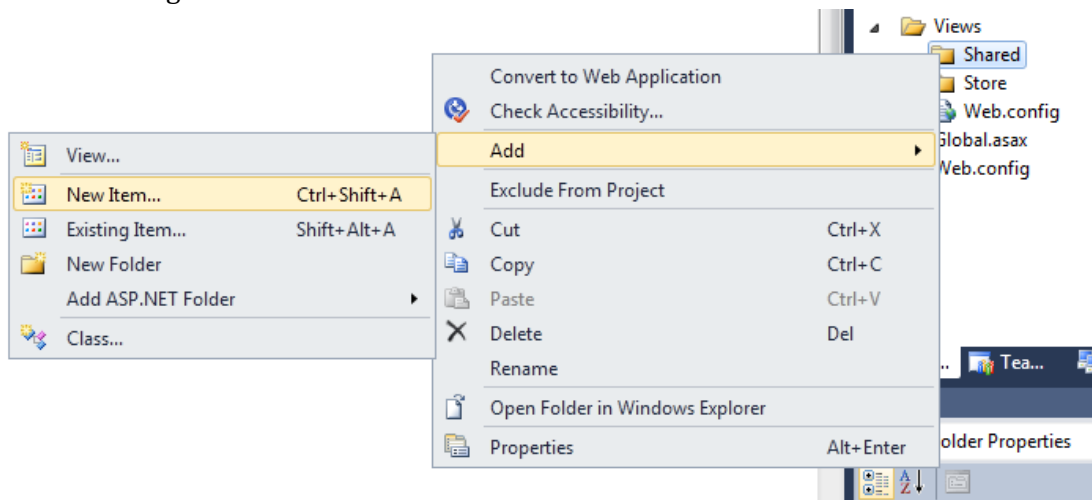 Views
Shared
Store
Web.config
Global.asax
Web.config
Convert to Web Application
Check Accessibility...
Add
Exclude From Project
Cut Ctrl+X
Copy Ctrl+C
Paste Ctrl+V
Delete Del
Rename
Open Folder in Windows Explorer
Properties Alt+Enter
View...
New Item... Ctrl+Shift+A
Existing Item... Shift+Alt+A
New Folder
Add ASP.NET Folder
Class...
.. Tea...
older Properties